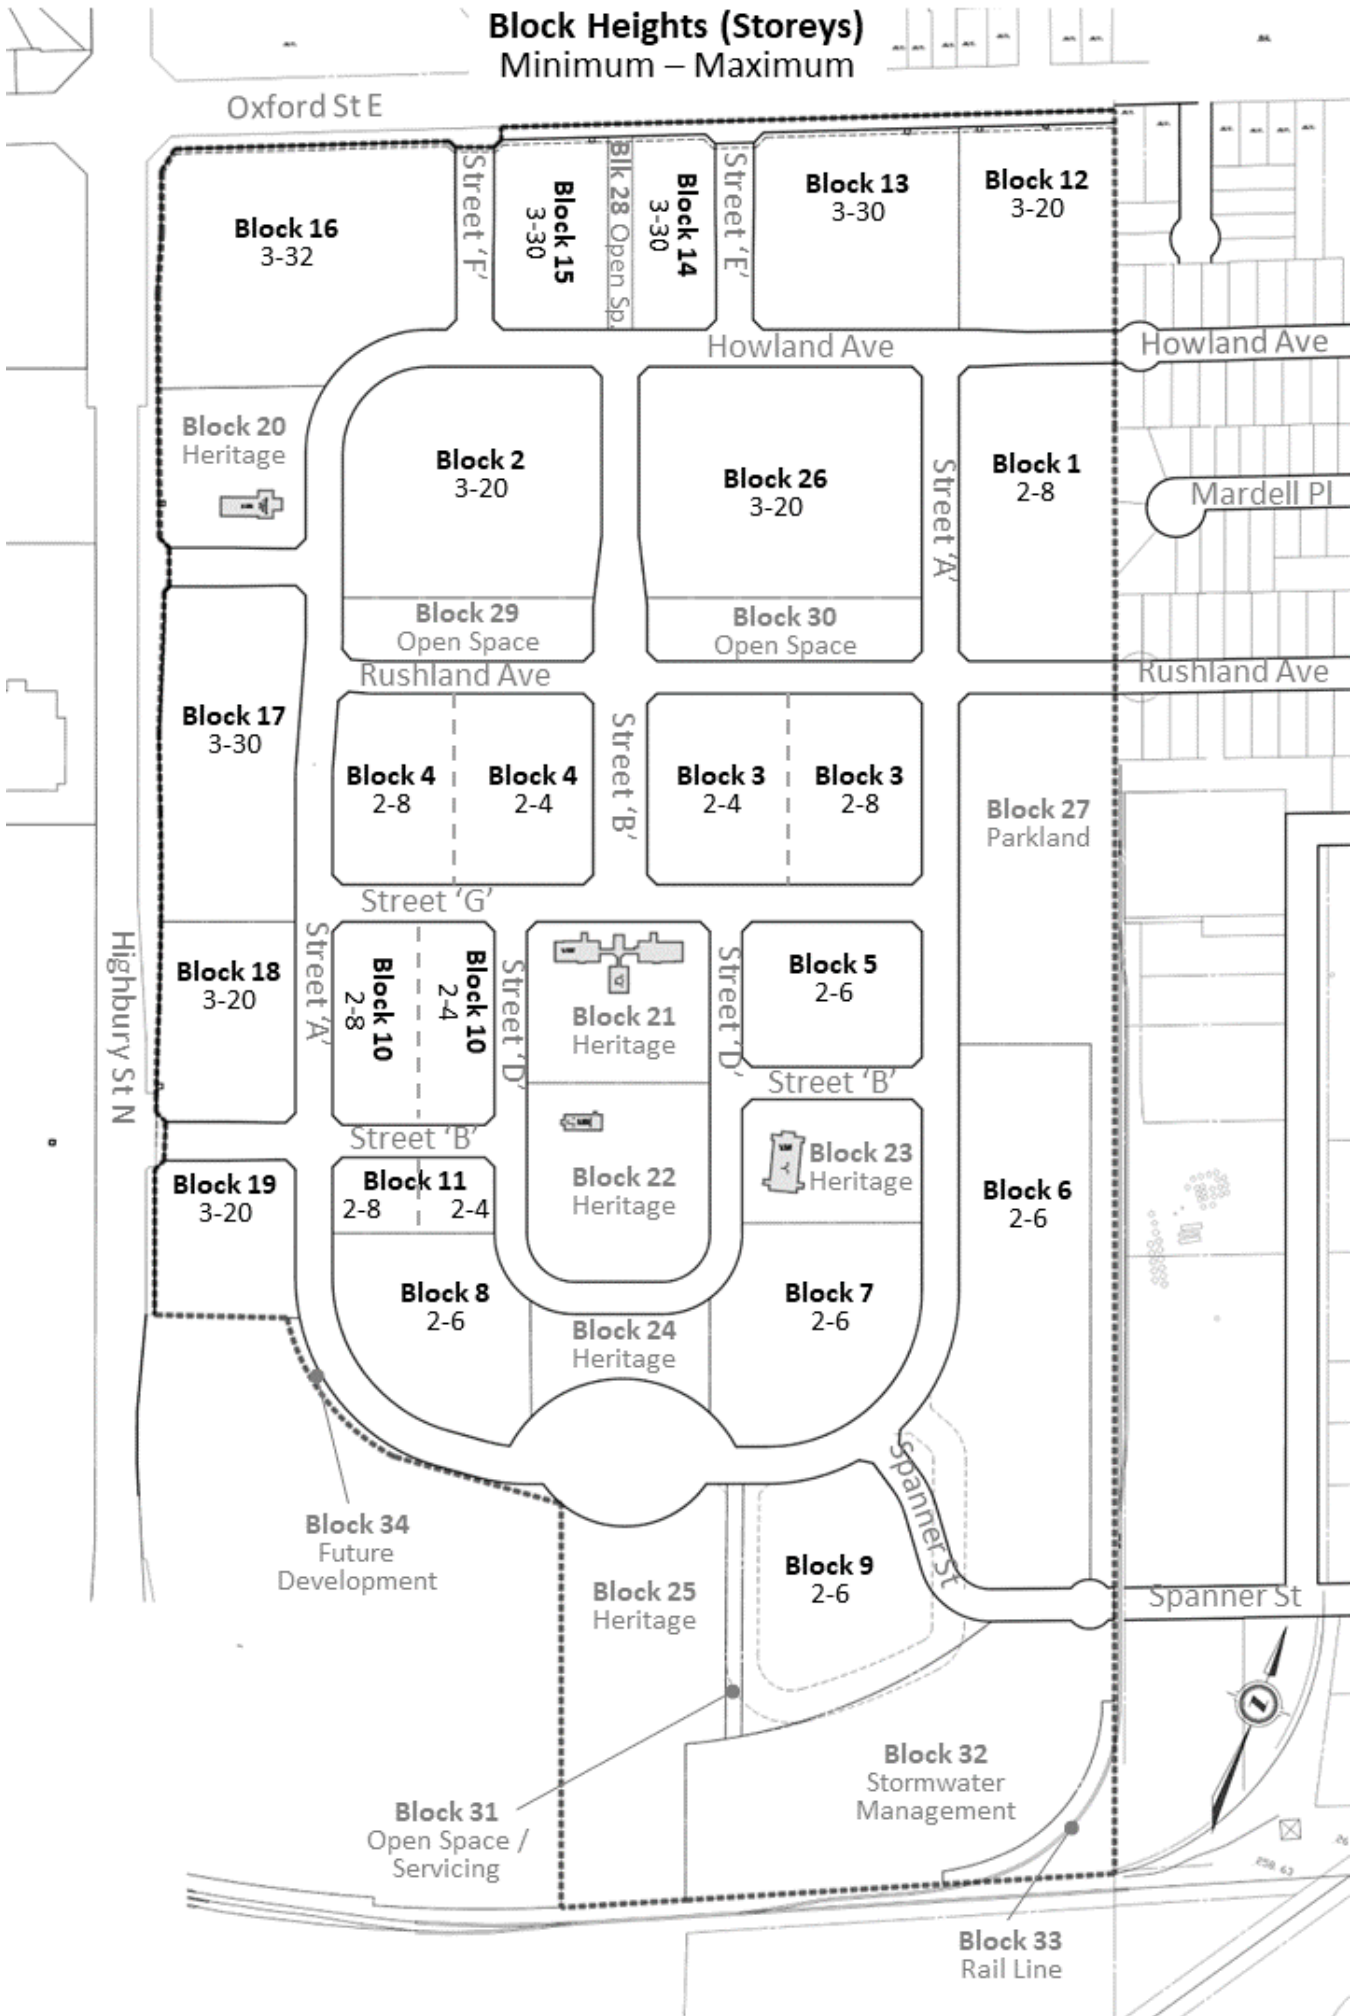 Block Heights (Storeys)
Minimum – Maximum
Oxford St E
Block 16
3-32
Street ‘F’
Block 15
3-30
Blk 28 Open Sp.
Block 14
3-30
Street ‘E’
Block 13
3-30
Block 12
3-20
Howland Ave
Howland Ave
Block 20
Heritage
Block 2
3-20
Block 26
3-20
Street ‘A’
Block 1
2-8
Mardell Pl
Block 29
Open Space
Block 30
Open Space
Rushland Ave
Rushland Ave
Block 17
3-30
Block 4
2-8
Block 4
2-4
Street ‘B’
Block 3
2-4
Block 3
2-8
Block 27
Parkland
Street ‘G’
Highbury St N
Block 18
3-20
Street ‘A’
Block 10
2-8
Block 10
2-4
Street ‘D’
Block 21
Heritage
Street ‘D’
Block 5
2-6
Street ‘B’
Street ‘B’
Block 22
Heritage
Block 23
Heritage
Block 19
3-20
Block 11
2-8 2-4
Block 6
2-6
Block 8
2-6
Block 7
2-6
Block 24
Heritage
Spanner St
Block 34
Future
Development
Block 25
Heritage
Block 9
2-6
Spanner St
Block 32
Stormwater
Management
Block 31
Open Space /
Servicing
258.63
26
Block 33
Rail Line